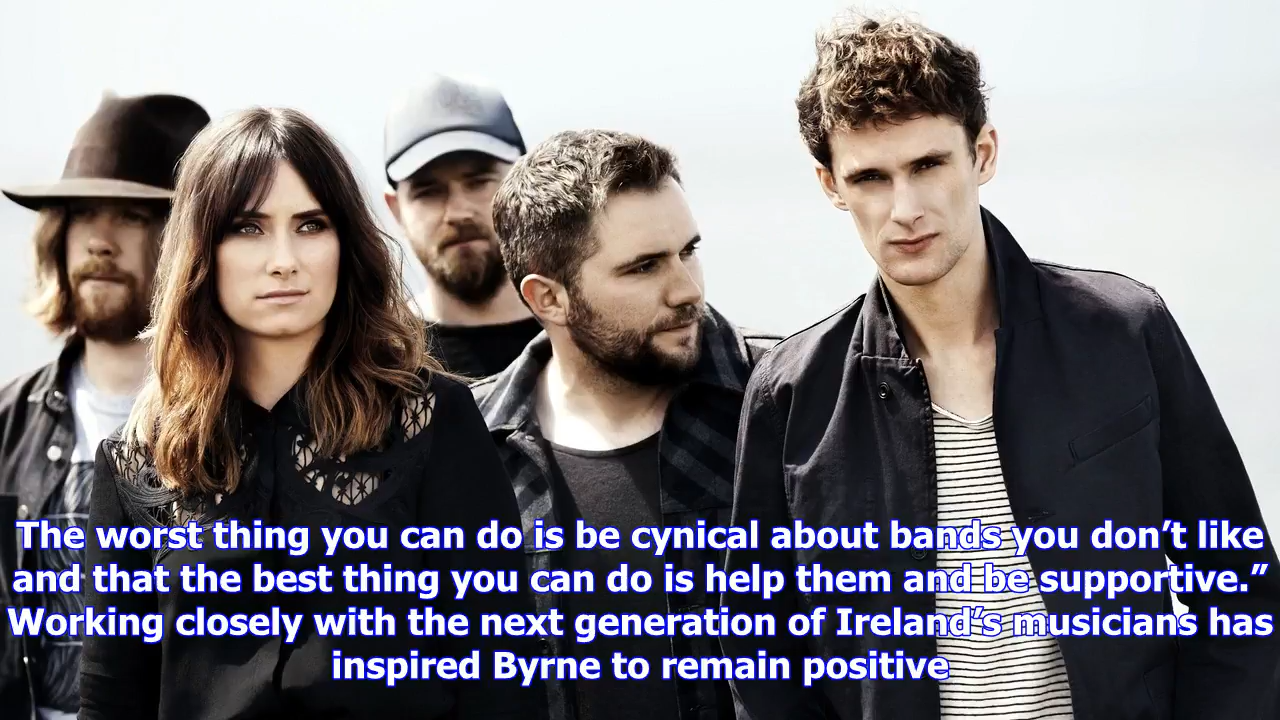 The worst thing you can do is be cynical about bands you don’t like
and that the best thing you can do is help them and be supportive.”
Working closely with the next generation of Ireland’s musicians has
inspired Byrne to remain positive